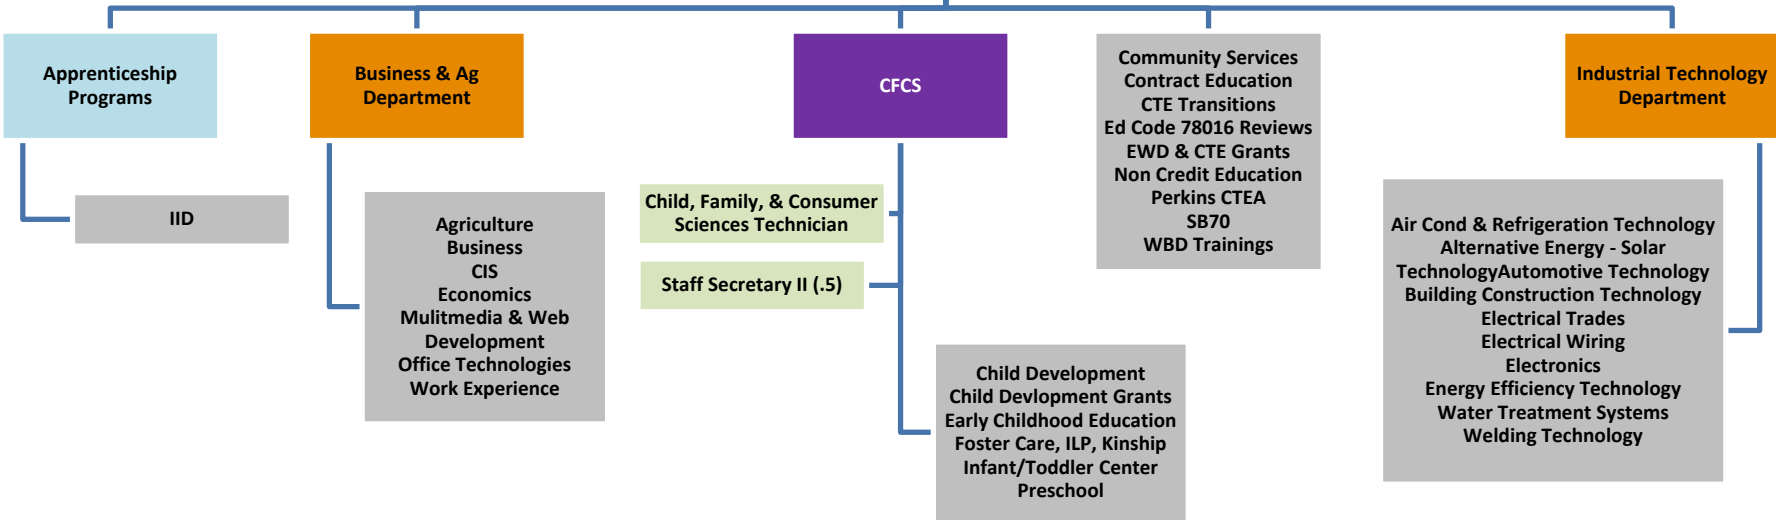 Apprenticeship
Programs
IID
Business & Ag
Department
Agriculture
Business
CIS
Economics
Mulitmedia & Web
Development
Office Technologies
Work Experience
CFCS
Child, Family, & Consumer
Sciences Technician
Staff Secretary II (.5)
Child Development
Child Devlopment Grants
Early Childhood Education
Foster Care, ILP, Kinship
Infant/Toddler Center
Preschool
Community Services
Contract Education
CTE Transitions
Ed Code 78016 Reviews
EWD & CTE Grants
Non Credit Education
Perkins CTEA
SB70
WBD Trainings
Industrial Technology
Department
Air Cond & Refrigeration Technology
Alternative Energy - Solar
TechnologyAutomotive Technology
Building Construction Technology
Electrical Trades
Electrical Wiring
Electronics
Energy Efficiency Technology
Water Treatment Systems
Welding Technology